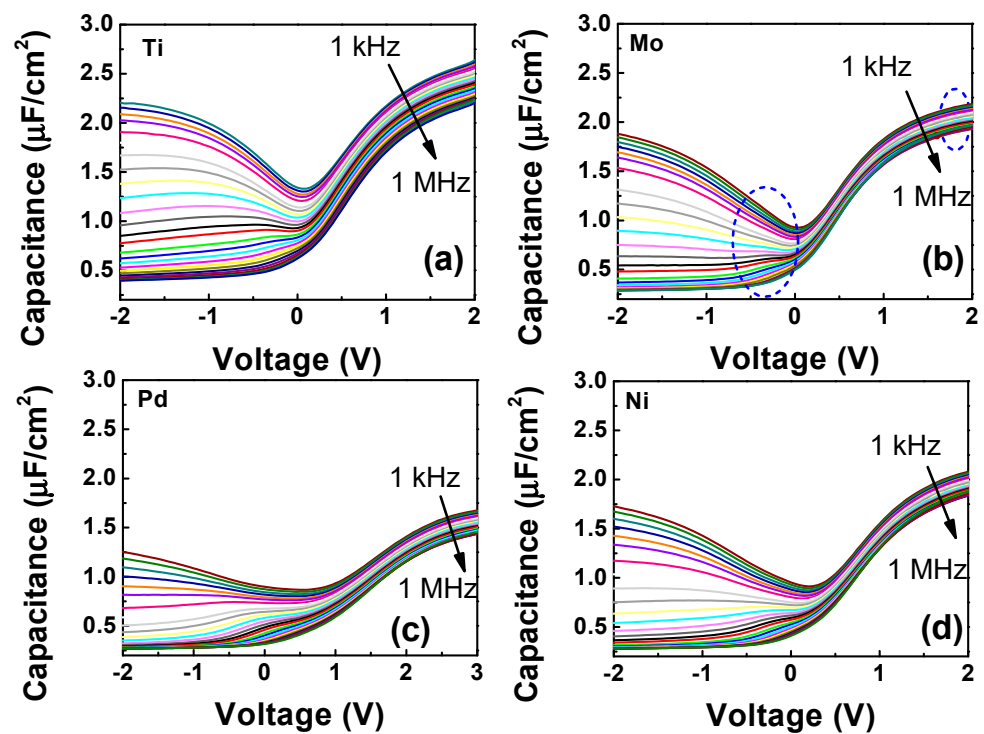 Capacitance (μF/cm²)
3.0
2.5
2.0
1.5
1.0
0.5
Ti
1 kHz
1 MHz
(a)
-2 -1 0 1 2
Voltage (V)
Capacitance (μF/cm²)
3.0
2.5
2.0
1.5
1.0
0.5
Mo
1 kHz
1 MHz
(b)
-2 -1 0 1 2
Voltage (V)
Capacitance (μF/cm²)
3.0
2.5
2.0
1.5
1.0
0.5
Pd
1 kHz
1 MHz
(c)
-2 -1 0 1 2 3
Voltage (V)
Capacitance (μF/cm²)
3.0
2.5
2.0
1.5
1.0
0.5
Ni
1 kHz
1 MHz
(d)
-2 -1 0 1 2
Voltage (V)